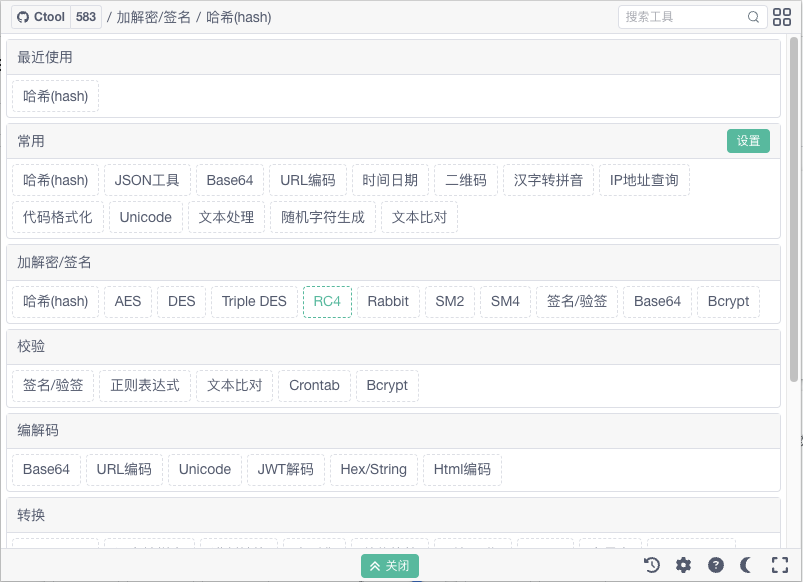 Ctool 583 / 加解密/签名 / 哈希(hash) 搜索工具
最近使用
哈希(hash)
常用 设置
哈希(hash) JSON工具 Base64 URL编码 时间日期 二维码 汉字转拼音 IP地址查询
代码格式化 Unicode 文本处理 随机字符生成 文本比对
加解密/签名
哈希(hash) AES DES Triple DES RC4 Rabbit SM2 SM4 签名/验签 Base64 Bcrypt
校验
签名/验签 正则表达式 文本比对 Crontab Bcrypt
编解码
Base64 URL编码 Unicode JWT解码 Hex/String Html编码
转换
关闭